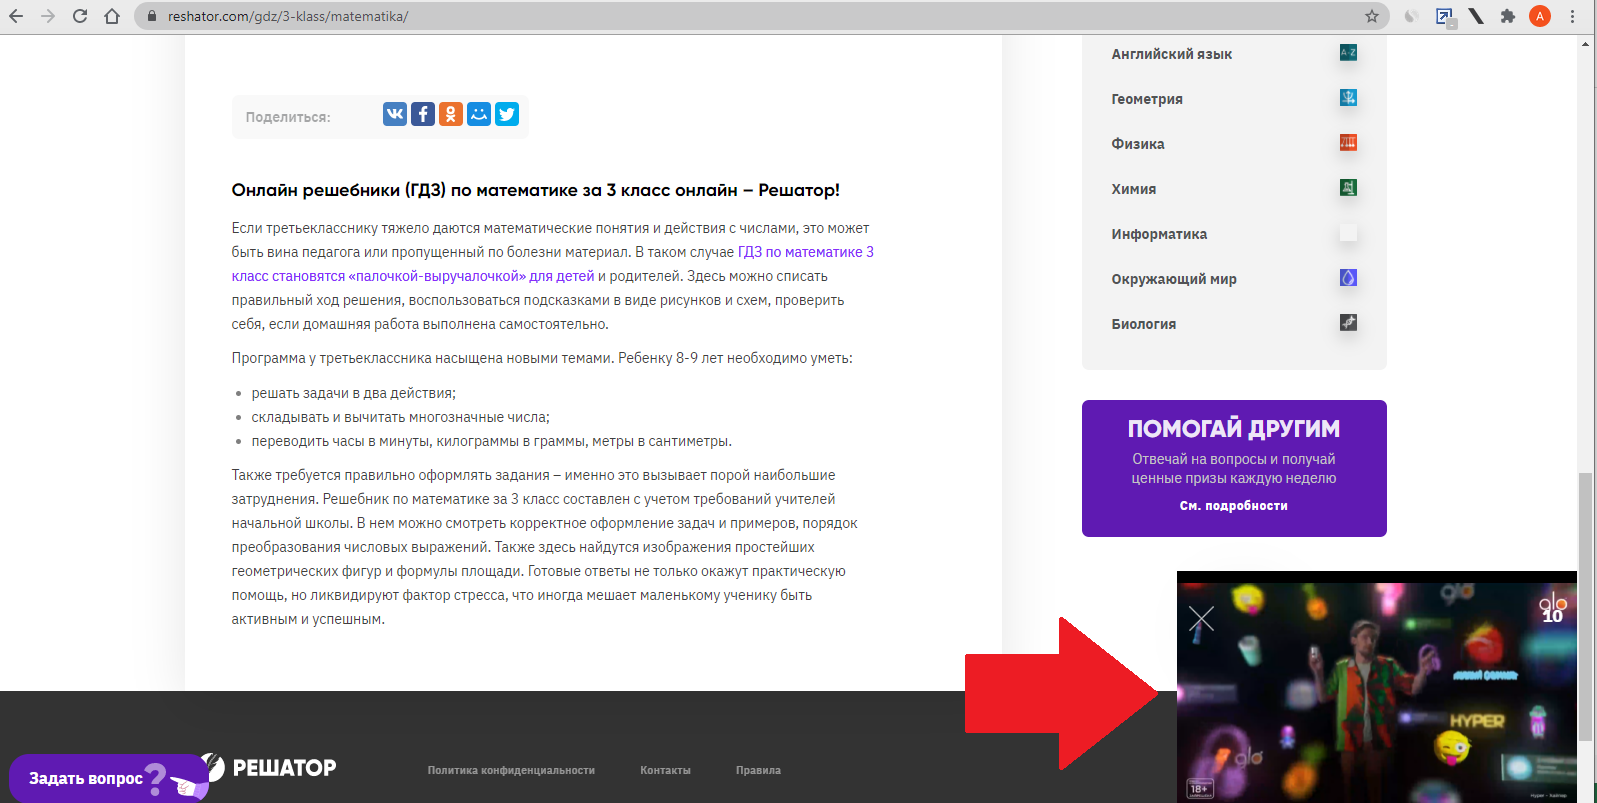 reshator.com/gdz/3-klass/matematika/
A
Английский язык
A-Z
Геометрия
Физика
Химия
Информатика
Окружающий мир
Биология
Поделиться:
Онлайн решебники (ГДЗ) по математике за 3 класс онлайн – Решатор!
Если третьекласснику тяжело даются математические понятия и действия с числами, это может
быть вина педагога или пропущенный по болезни материал. В таком случае ГДЗ по математике 3
класс становятся «палочкой-выручалочкой» для детей и родителей. Здесь можно списать
правильный ход решения, воспользоваться подсказками в виде рисунков и схем, проверить
себя, если домашняя работа выполнена самостоятельно.
Программа у третьеклассника насыщена новыми темами. Ребенку 8-9 лет необходимо уметь:
решать задачи в два действия;
складывать и вычитать многозначные числа;
переводить часы в минуты, килограммы в граммы, метры в сантиметры.
Также требуется правильно оформлять задания – именно это вызывает порой наибольшие
затруднения. Решебник по математике за 3 класс составлен с учетом требований учителей
начальной школы. В нем можно смотреть корректное оформление задач и примеров, порядок
преобразования числовых выражений. Также здесь найдутся изображения простейших
геометрических фигур и формулы площади. Готовые ответы не только окажут практическую
помощь, но ликвидируют фактор стресса, что иногда мешает маленькому ученику быть
активным и успешным.
ПОМОГАЙ ДРУГИМ
Отвечай на вопросы и получай
ценные призы каждую неделю
См. подробности
glo
glo
10
HYPER
glo
18+
Hyper - Хайпер
Задать вопрос
РЕШАТОР
Политика конфиденциальности
Контакты
Правила